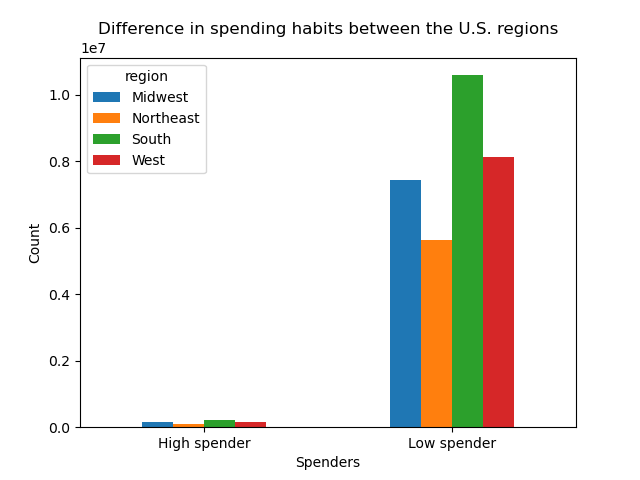 Difference in spending habits between the U.S. regions
1e7
region
Midwest
Northeast
South
West
1.0
0.8
0.6
0.4
0.2
0.0
Count
High spender
Low spender
Spenders